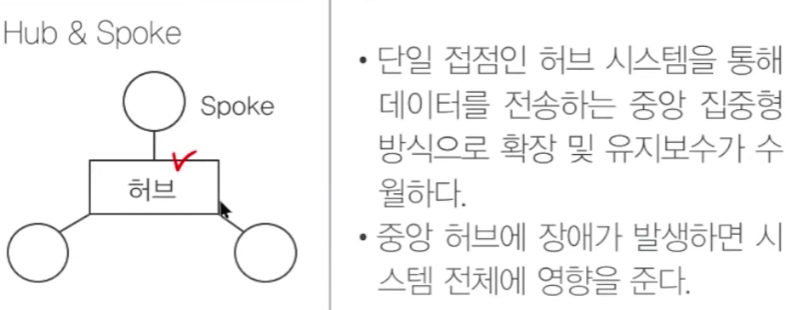 Hub & Spoke
Spoke
허브
• 단일 접점인 허브 시스템을 통해
데이터를 전송하는 중앙 집중형
방식으로 확장 및 유지보수가 수
월하다.
• 중앙 허브에 장애가 발생하면 시
스템 전체에 영향을 준다.